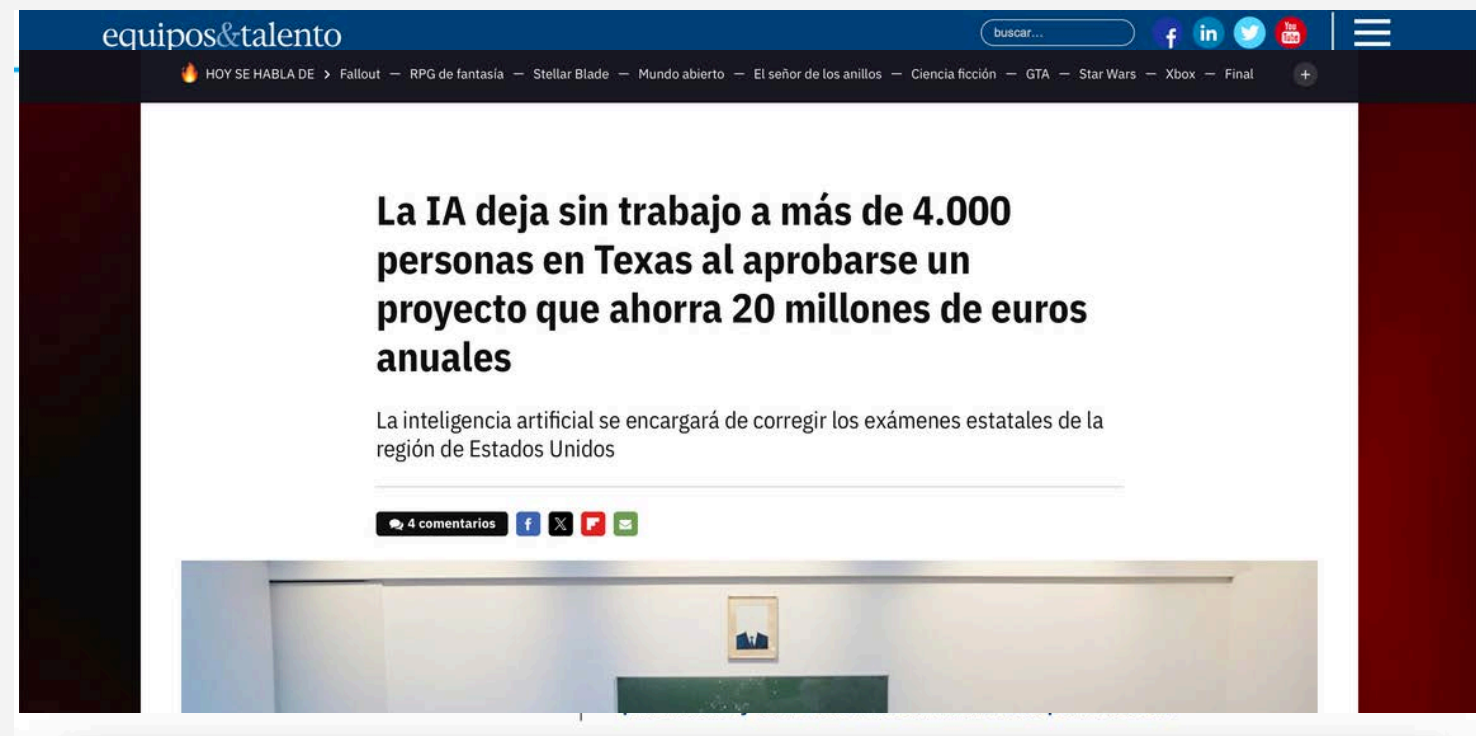 equipos&talento
buscar...
You Tube
HOY SE HABLA DE > Fallout — RPG de fantasía — Stellar Blade — Mundo abierto — El señor de los anillos — Ciencia ficción — GTA — Star Wars — Xbox — Final
La IA deja sin trabajo a más de 4.000
personas en Texas al aprobarse un
proyecto que ahorra 20 millones de euros
anuales
La inteligencia artificial se encargará de corregir los exámenes estatales de la
región de Estados Unidos
4 comentarios